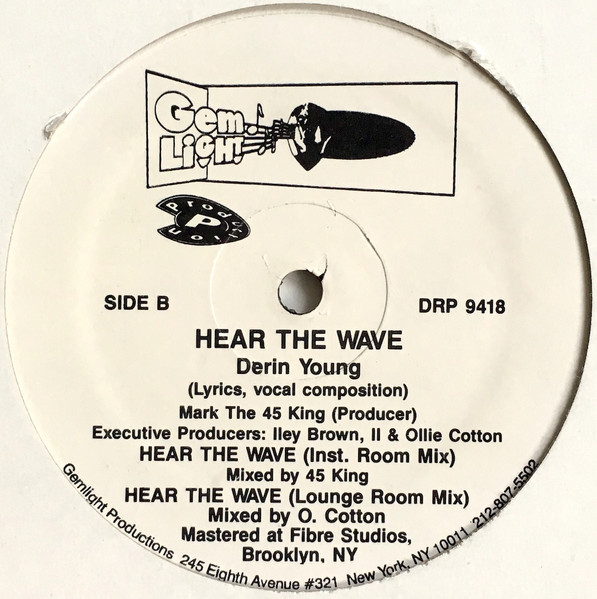 Gem
Light
P Production
SIDE B
DRP 9418
HEAR THE WAVE
Derin Young
(Lyrics, vocal composition)
Mark The 45 King (Producer)
Executive Producers: Iley Brown, II & Ollie Cotton
HEAR THE WAVE (Inst. Room Mix)
Mixed by 45 King
HEAR THE WAVE (Lounge Room Mix)
Mixed by O. Cotton
Mastered at Fibre Studios,
Brooklyn, NY
Gemlight Productions 245 Eighth Avenue #321 New York, NY 10011 212-807-5502